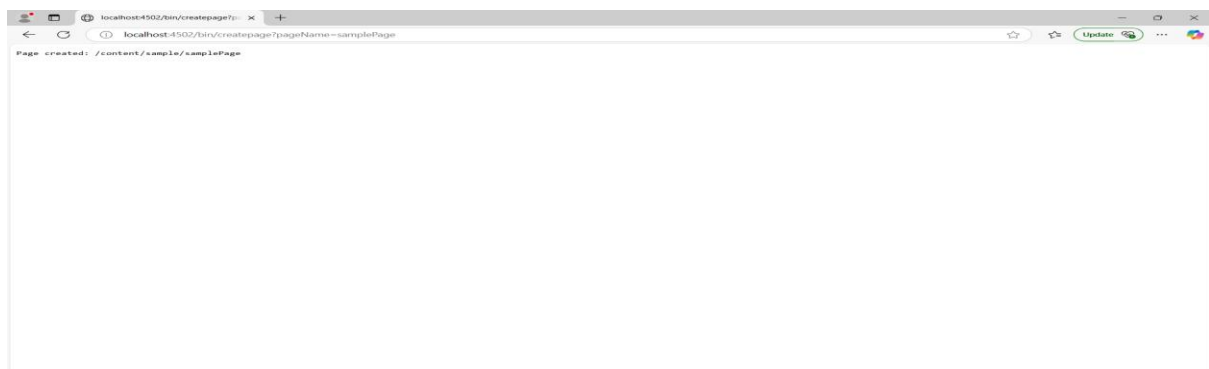 localhost:4502/bin/createpage?p
localhost:4502/bin/createpage?pageName=samplePage
Update
Page created: /content/sample/samplePage